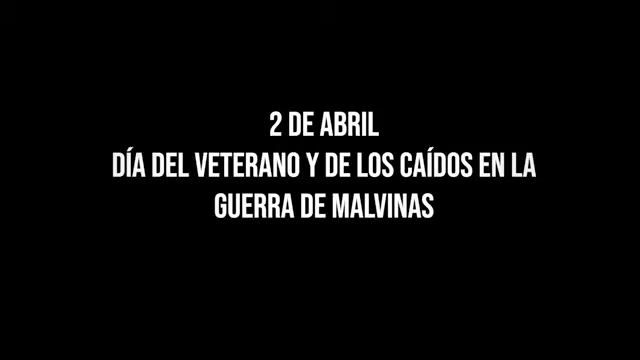 2 DE ABRIL
DÍA DEL VETERANO Y DE LOS CAÍDOS EN LA
GUERRA DE MALVINAS